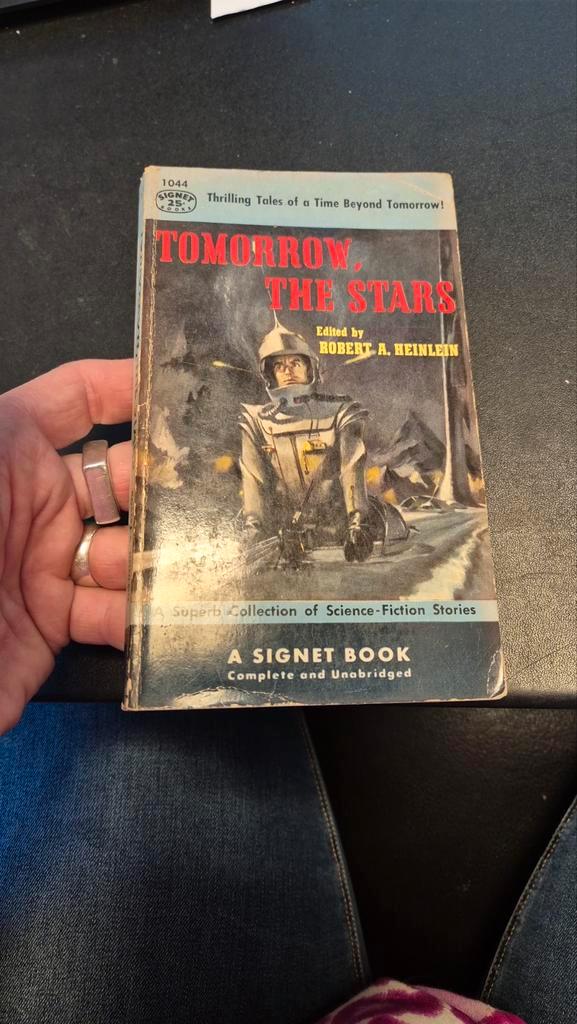 1044
SIGNET
25¢
BOOKS
Thrilling Tales of a Time Beyond Tomorrow!
TOMORROW,
THE STARS
Edited by
ROBERT A. HEINLEIN
A Superb Collection of Science-Fiction Stories
A SIGNET BOOK
Complete and Unabridged